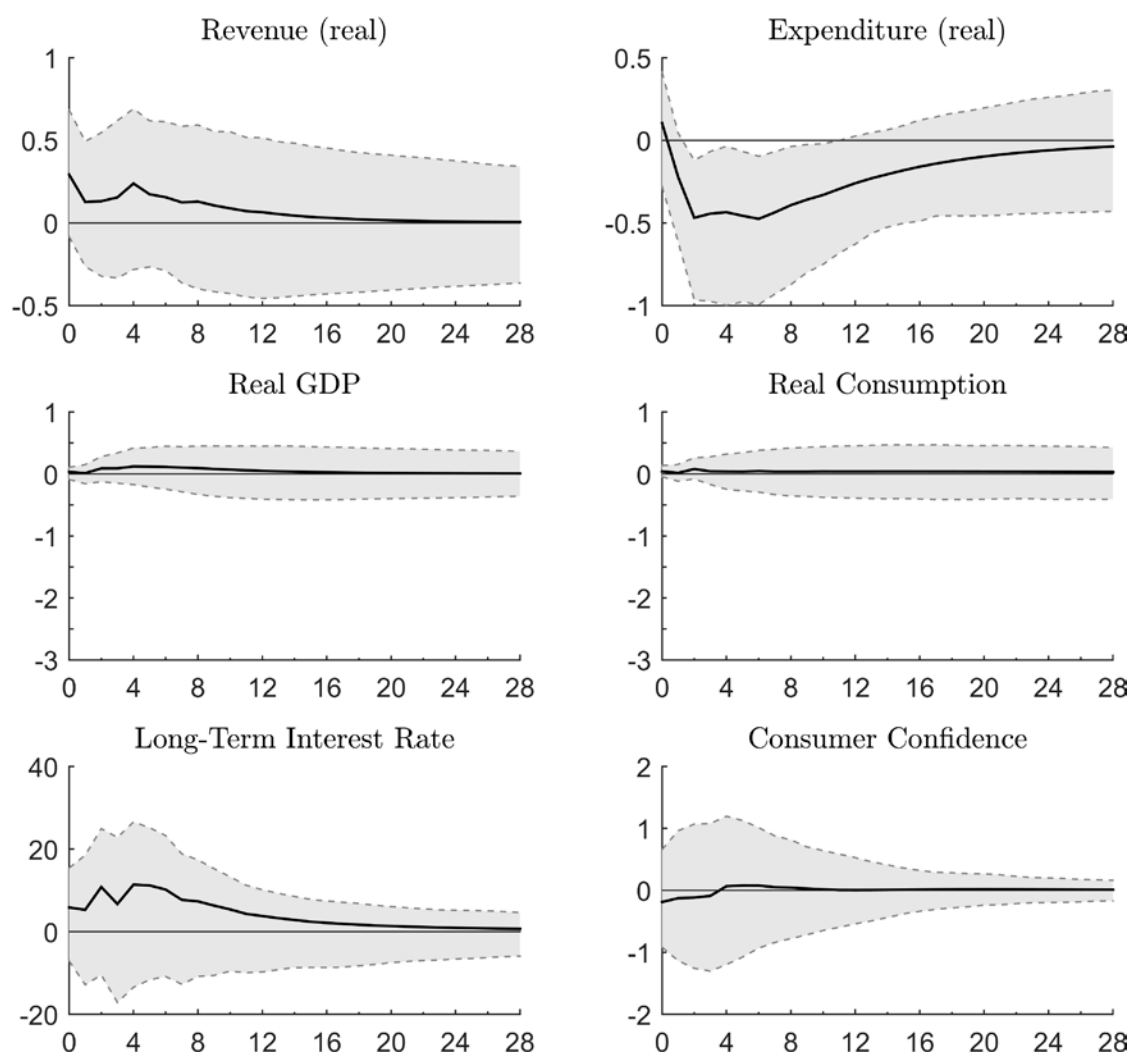 Revenue (real)
1
0.5
0
-0.5
0 4 8 12 16 20 24 28
Expenditure (real)
0.5
0
-0.5
-1
0 4 8 12 16 20 24 28
Real GDP
1
0
-1
-2
-3
0 4 8 12 16 20 24 28
Real Consumption
1
0
-1
-2
-3
0 4 8 12 16 20 24 28
Long-Term Interest Rate
40
20
0
-20
0 4 8 12 16 20 24 28
Consumer Confidence
2
1
0
-1
-2
0 4 8 12 16 20 24 28